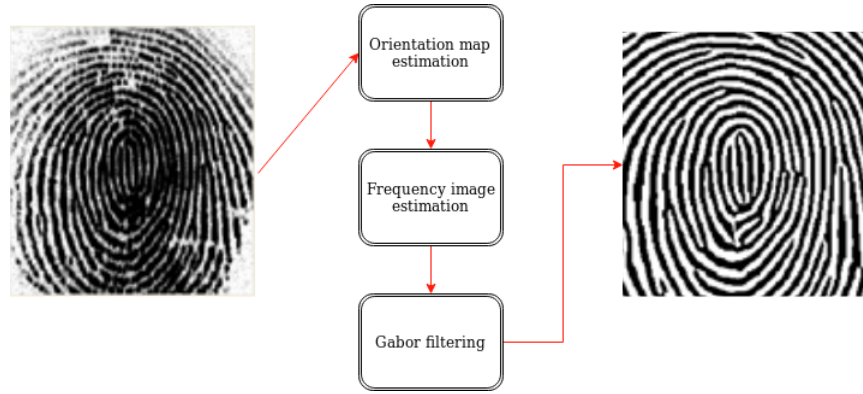 Orientation map
estimation
Frequency image
estimation
Gabor filtering